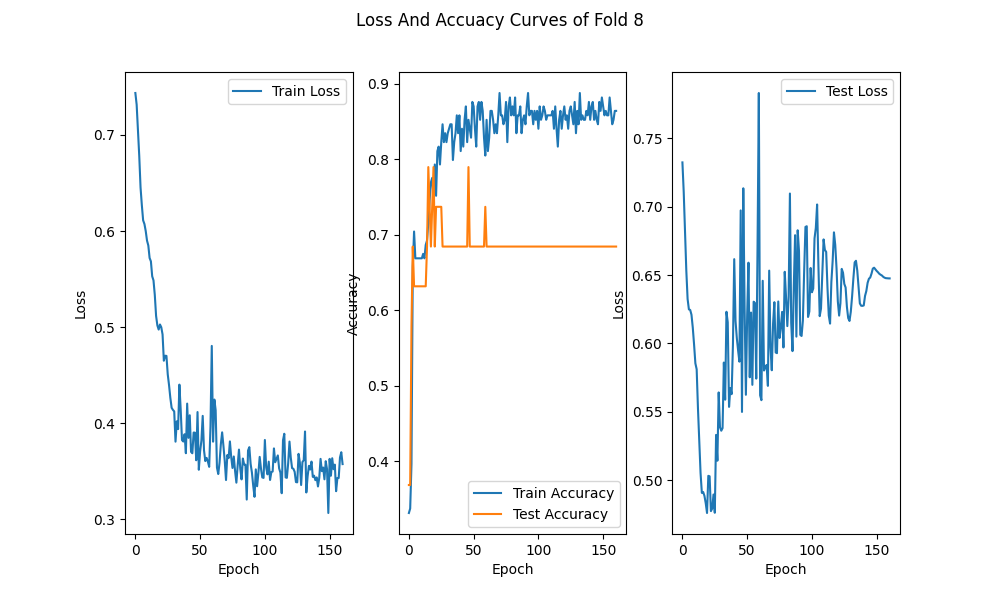 Loss And Accuacy Curves of Fold 8
Train Loss
0.7
0.6
0.5
0.4
0.3
Loss
0 50 100 150
Epoch
0.9
0.8
0.7
0.6
0.5
0.4
Accuracy
Train Accuracy
Test Accuracy
0 50 100 150
Epoch
Test Loss
0.75
0.70
0.65
0.60
0.55
0.50
Loss
0 50 100 150
Epoch